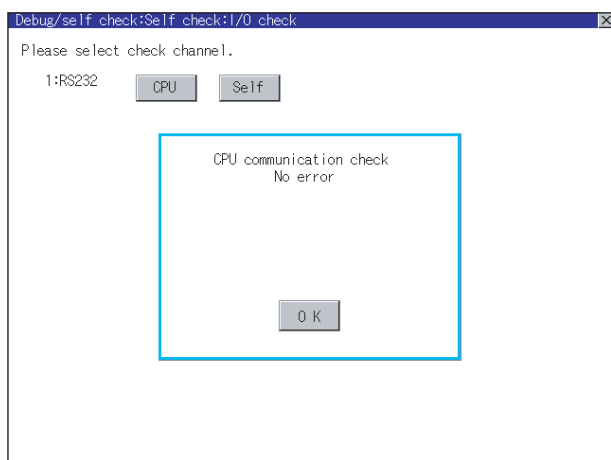 Debug/self check:Self check:I/O check
Please select check channel.
1:RS232 CPU Self
CPU communication check
No error
O K